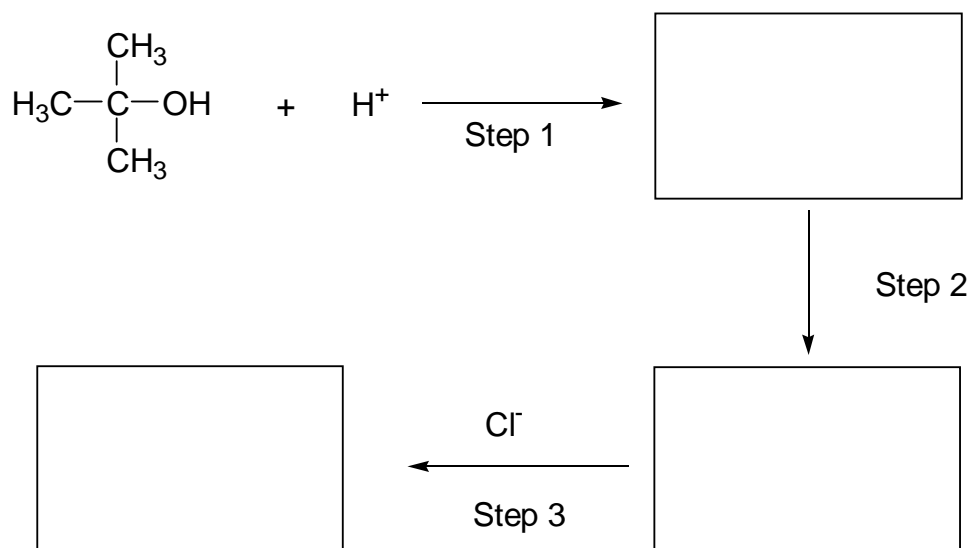 CH₃
H₃C—C—OH + H⁺
CH₃
Step 1
Step 2
Cl⁻
Step 3